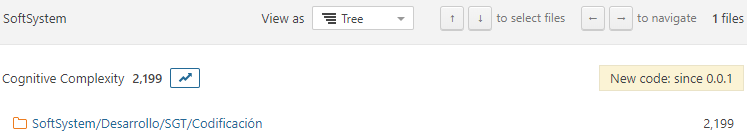 SoftSystem View as Tree ↑ ↓ to select files ← → to navigate 1 files
Cognitive Complexity 2,199 New code: since 0.0.1
SoftSystem/Desarrollo/SGT/Codificación 2,199